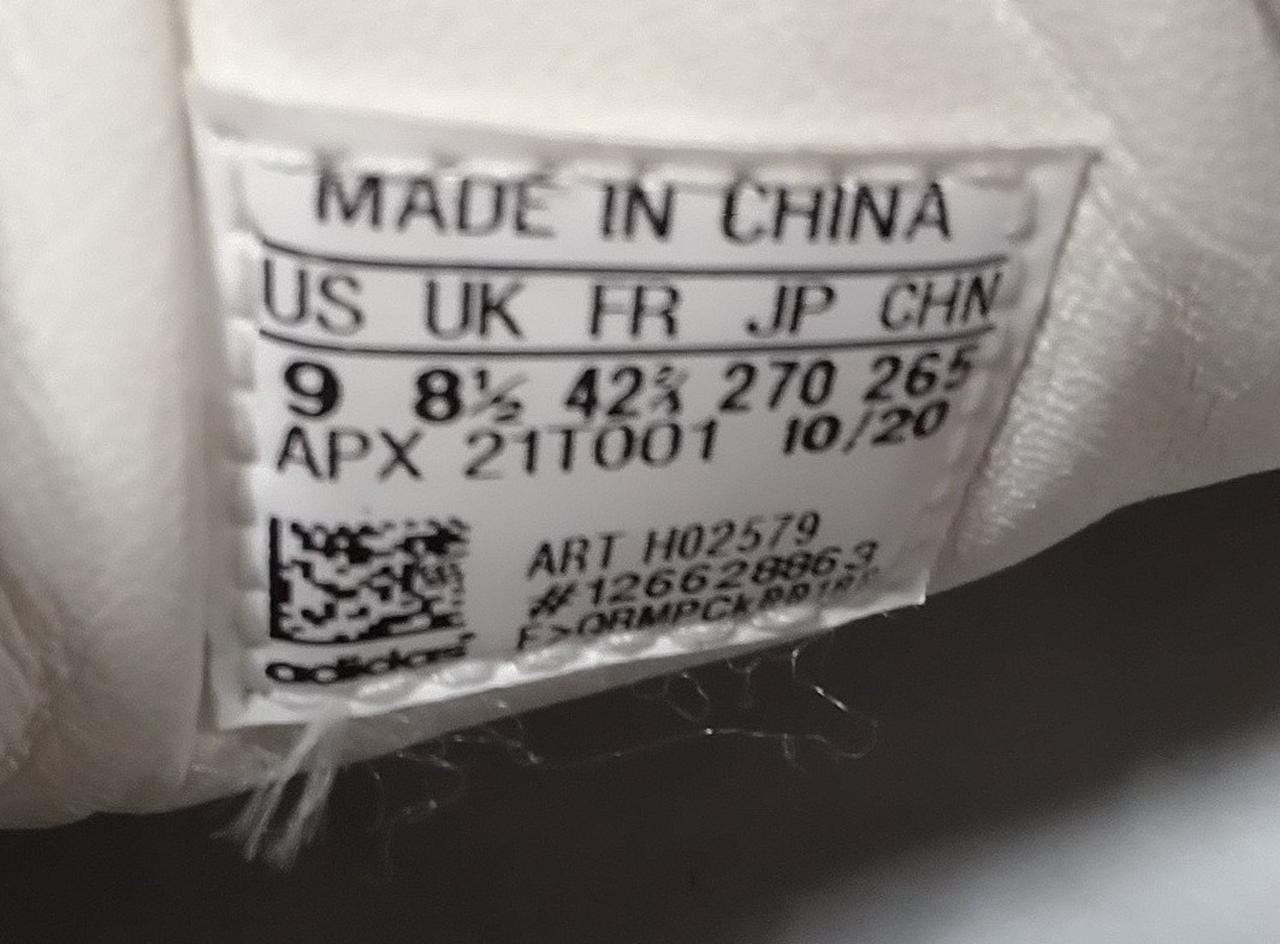 MADE IN CHINA
US UK FR JP CHN
9 8½ 42⅔ 270 265
APX 21T001 10/20
ART H02579
#126628863
adidas